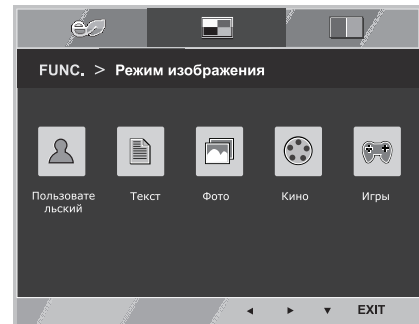 FUNC. > Режим изображения
Пользовате
льский
Текст
Фото
Кино
Игры
EXIT